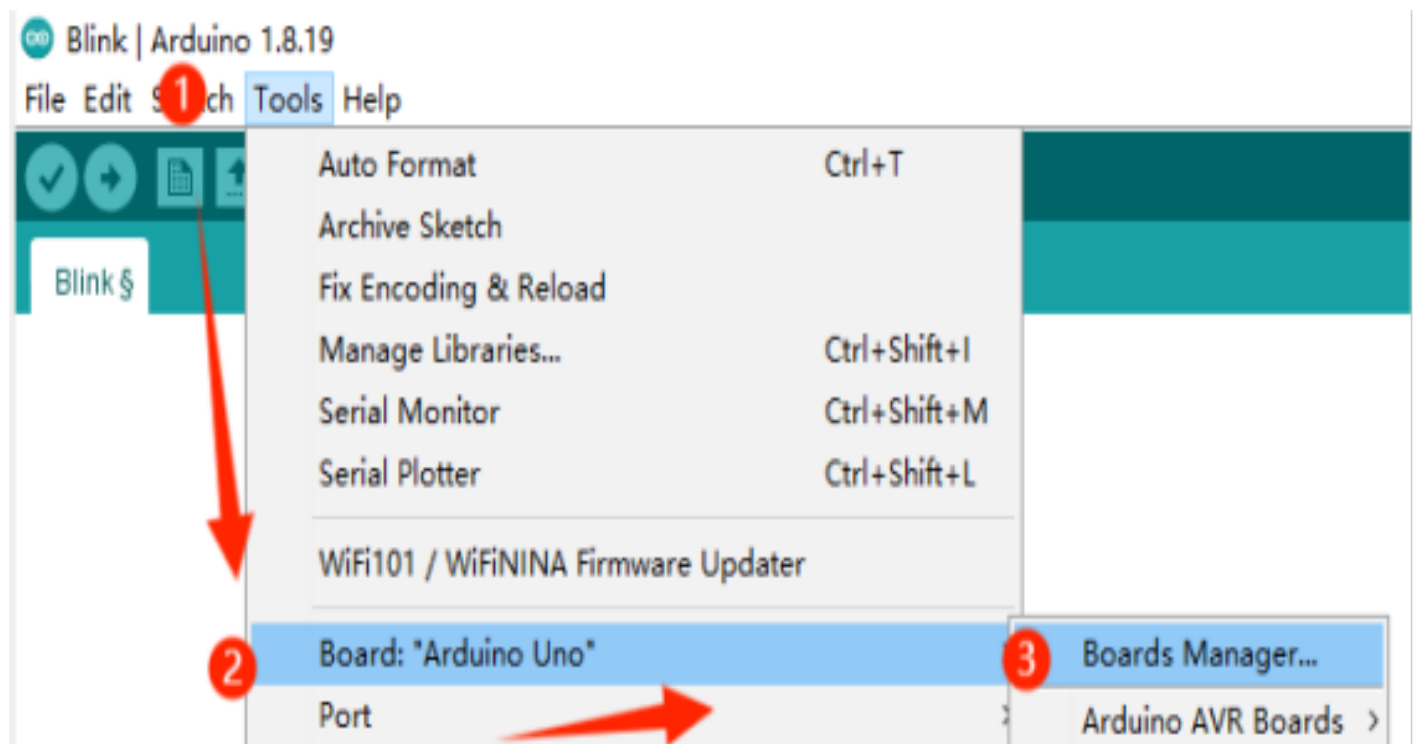 Blink | Arduino 1.8.19
File Edit S 1 ch Tools Help
Auto Format Ctrl+T
Archive Sketch
Blink §
Fix Encoding & Reload
Manage Libraries... Ctrl+Shift+I
Serial Monitor Ctrl+Shift+M
Serial Plotter Ctrl+Shift+L
WiFi101 / WiFiNINA Firmware Updater
2 Board: "Arduino Uno" 3 Boards Manager...
Port > Arduino AVR Boards >